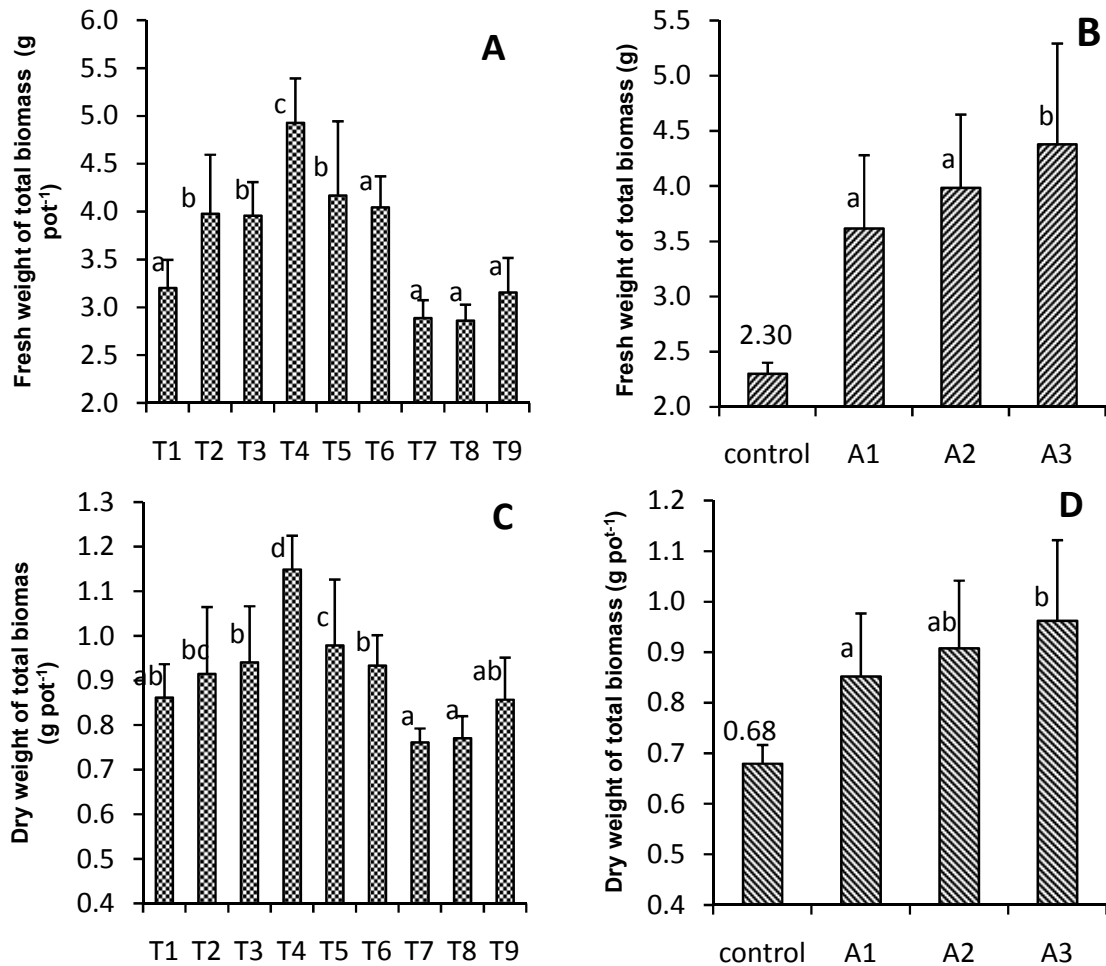 A
Fresh weight of total biomass (g
pot-1)
6.0
5.5
5.0
4.5
4.0
3.5
3.0
2.5
2.0
a
b
b
c
b
a
a
a
a
T1 T2 T3 T4 T5 T6 T7 T8 T9
B
Fresh weight of total biomass (g)
5.5
5.0
4.5
4.0
3.5
3.0
2.5
2.0
2.30
a
a
b
control A1 A2 A3
C
Dry weight of total biomas
(g pot-1)
1.3
1.2
1.1
1.0
0.9
0.8
0.7
0.6
0.5
0.4
ab
bc
b
d
c
b
a
a
ab
T1 T2 T3 T4 T5 T6 T7 T8 T9
D
Dry weight of total biomass (g pot-1)
1.2
1.1
1.0
0.9
0.8
0.7
0.6
0.5
0.4
0.68
a
ab
b
control A1 A2 A3